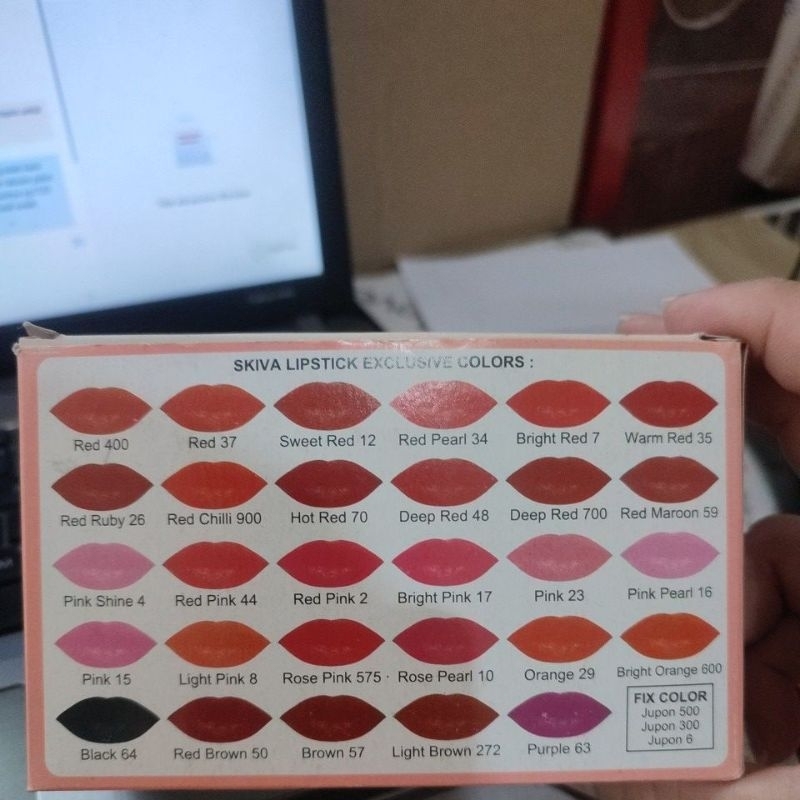 SKIVA LIPSTICK EXCLUSIVE COLORS :
Red 400 Red 37 Sweet Red 12 Red Pearl 34 Bright Red 7 Warm Red 35
Red Ruby 26 Red Chilli 900 Hot Red 70 Deep Red 48 Deep Red 700 Red Maroon 59
Pink Shine 4 Red Pink 44 Red Pink 2 Bright Pink 17 Pink 23 Pink Pearl 16
Pink 15 Light Pink 8 Rose Pink 575 · Rose Pearl 10 Orange 29 Bright Orange 600
Black 64 Red Brown 50 Brown 57 Light Brown 272 Purple 63
FIX COLOR
Jupon 500
Jupon 300
Jupon 6